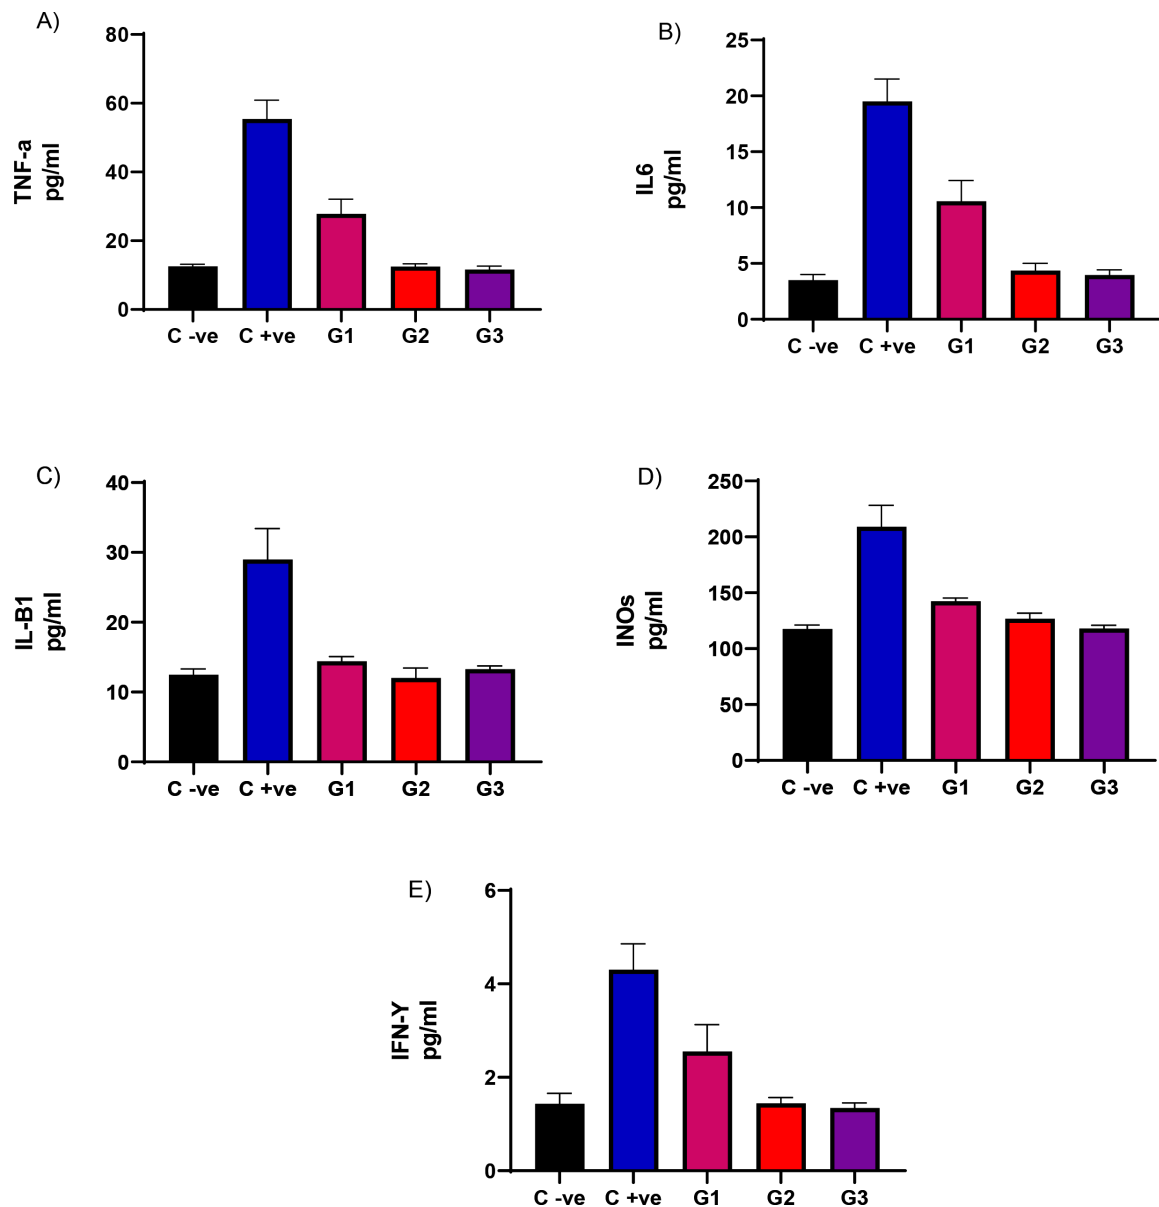 A)
TNF-a
pg/ml
80
60
40
20
0
C -ve C +ve G1 G2 G3
B)
IL6
pg/ml
25
20
15
10
5
0
C -ve C +ve G1 G2 G3
C)
IL-B1
pg/ml
40
30
20
10
0
C -ve C +ve G1 G2 G3
D)
INOs
pg/ml
250
200
150
100
50
0
C -ve C +ve G1 G2 G3
E)
IFN-Y
pg/ml
6
4
2
0
C -ve C +ve G1 G2 G3